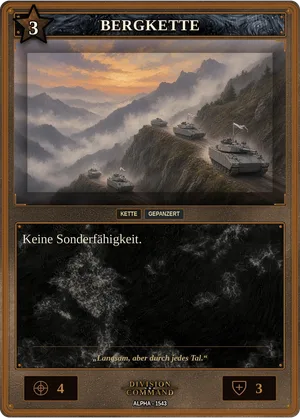 3
BERGKETTE
KETTE
GEPANZERT
Keine Sonderfähigkeit.
„Langsam, aber durch jedes Tal.“
4
DIVISION
COMMAND
ALPHA - 1543
3